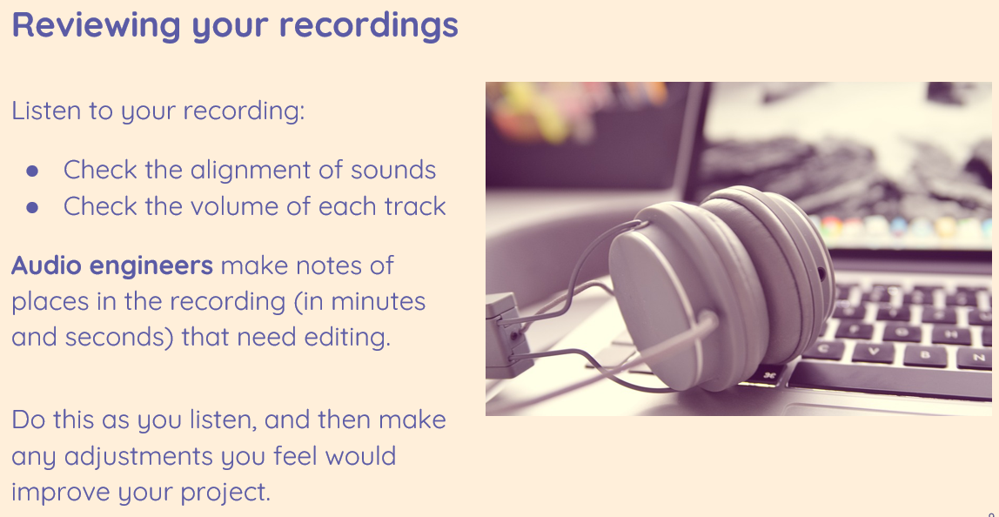 Reviewing your recordings
Listen to your recording:
● Check the alignment of sounds
● Check the volume of each track
Audio engineers make notes of
places in the recording (in minutes
and seconds) that need editing.
Do this as you listen, and then make
any adjustments you feel would
improve your project.
C V B N
H
⌘